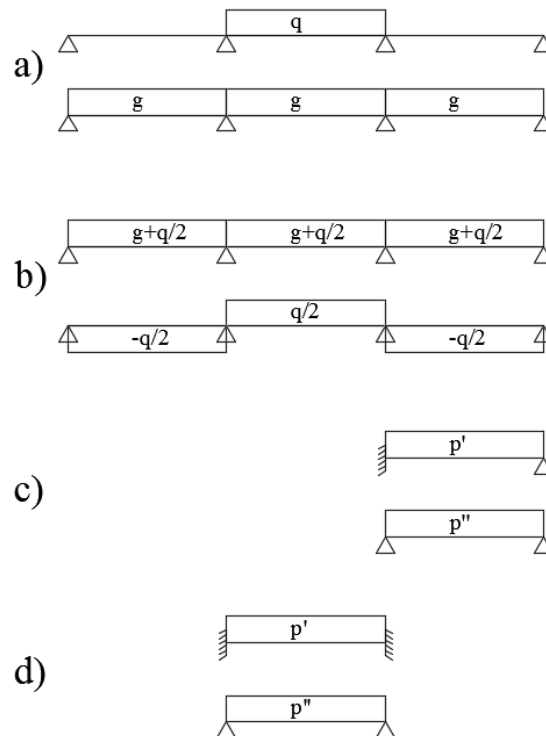 q
a)
g g g
g+q/2 g+q/2 g+q/2
b)
q/2
-q/2 -q/2
p'
c)
p"
p'
d)
p"